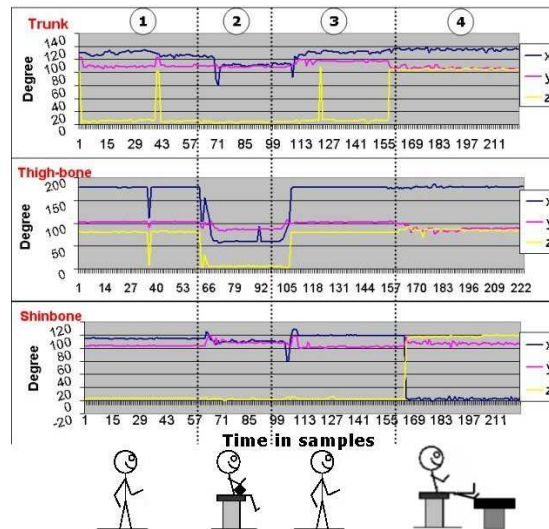 Trunk
1 2 3 4
140
120
100
80
60
40
20
0
Degree
x
y
z
1 15 29 43 57 71 85 99 113 127 141 155 169 183 197 211
Thigh-bone
200
150
100
50
0
Degree
x
y
z
1 14 27 40 53 66 79 92 105 118 131 144 157 170 183 196 209 222
Shinbone
120
100
80
60
40
20
0
-20
Degree
x
y
z
1 15 29 43 57 71 85 99 113 127 141 155 169 183 197 211
Time in samples